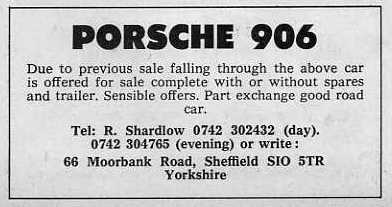 PORSCHE 906
Due to previous sale falling through the above car
is offered for sale complete with or without spares
and trailer. Sensible offers. Part exchange good road
car.
Tel: R. Shardlow 0742 302432 (day).
0742 304765 (evening) or write :
66 Moorbank Road, Sheffield SIO 5TR
Yorkshire